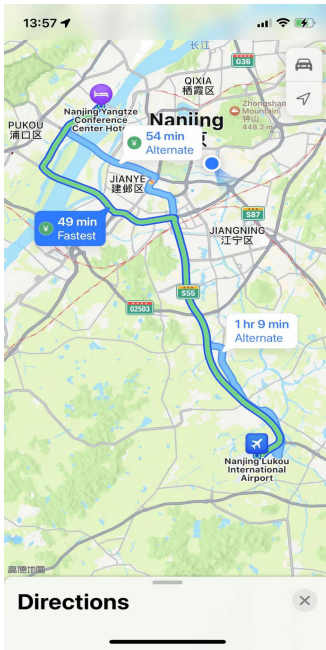 13:57
长江
G36
QIXIA
栖霞区
Zhongshan
Mountain
钟山
448.2 m
Nanjing Yangtze
Conference
Center Hote
Nanjing
京
PUKOU
浦口区
¥ 54 min
Alternate
JIANYE
建邺区
S87
¥ 49 min
Fastest
JIANGNING
江宁区
S55
G2503
1 hr 9 min
Alternate
Nanjing Lukou
International
Airport
高德地图
Directions